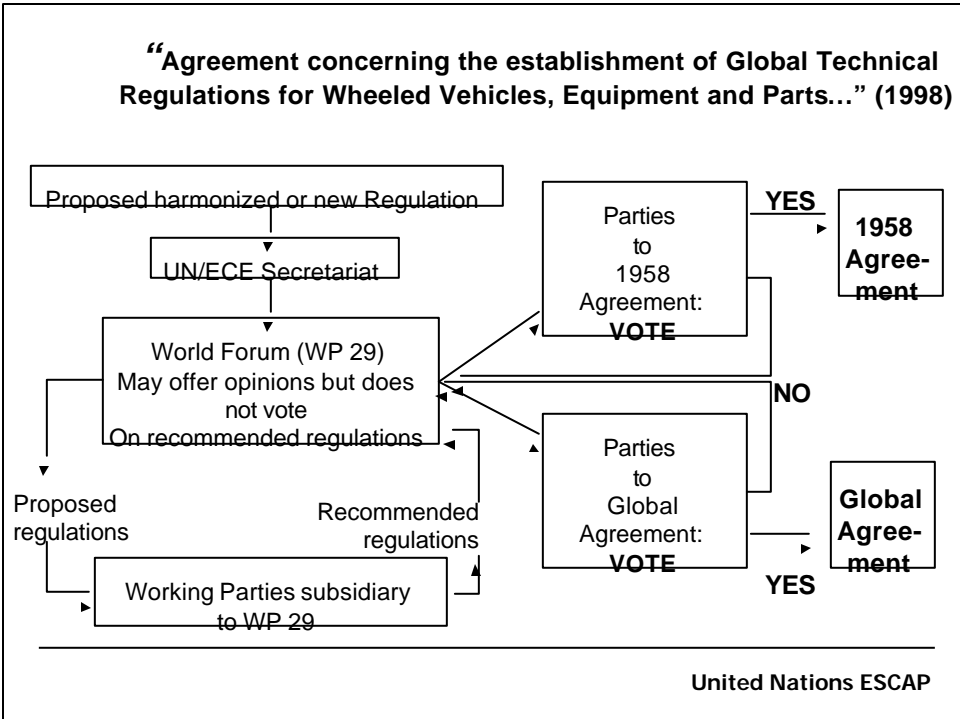 “Agreement concerning the establishment of Global Technical
Regulations for Wheeled Vehicles, Equipment and Parts...” (1998)
Proposed harmonized or new Regulation
UN/ECE Secretariat
World Forum (WP 29)
May offer opinions but does
not vote
On recommended regulations
Proposed
regulations
Recommended
regulations
Working Parties subsidiary
to WP 29
Parties
to
1958
Agreement:
VOTE
YES
1958
Agree-
ment
NO
Parties
to
Global
Agreement:
VOTE
YES
Global
Agree-
ment
United Nations ESCAP